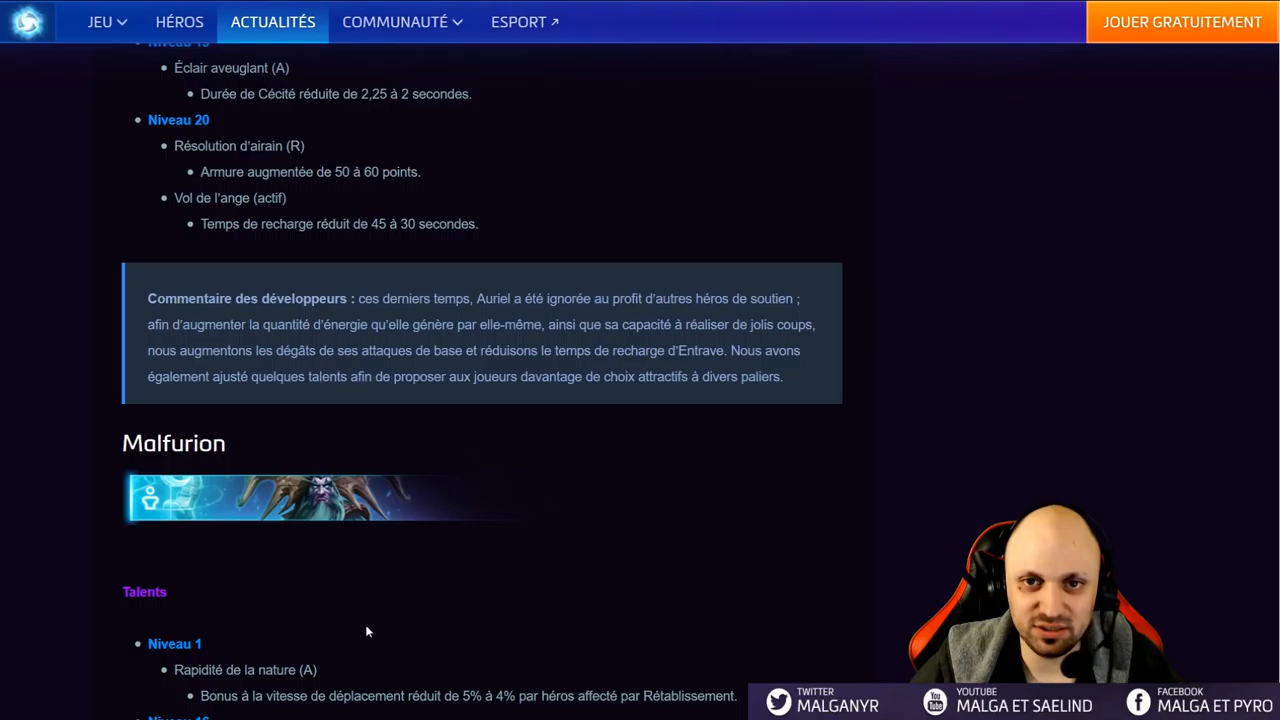 JEU HÉROS ACTUALITÉS COMMUNAUTÉ ESPORT ↗ JOUER GRATUITEMENT
Éclair aveuglant (A)
Durée de Cécité réduite de 2,25 à 2 secondes.
Niveau 20
Résolution d'airain (R)
Armure augmentée de 50 à 60 points.
Vol de l'ange (actif)
Temps de recharge réduit de 45 à 30 secondes.
Commentaire des développeurs : ces derniers temps, Auriel a été ignorée au profit d'autres héros de soutien ;
afin d'augmenter la quantité d'énergie qu'elle génère par elle-même, ainsi que sa capacité à réaliser de jolis coups,
nous augmentons les dégâts de ses attaques de base et réduisons le temps de recharge d'Entrave. Nous avons
également ajusté quelques talents afin de proposer aux joueurs davantage de choix attractifs à divers paliers.
Malfurion
Talents
Niveau 1
Rapidité de la nature (A)
Bonus à la vitesse de déplacement réduit de 5% à 4% par héros affecté par Rétablissement.
TWITTER
MALGANYR
YOUTUBE
MALGA ET SAELIND
FACEBOOK
MALGA ET PYRO